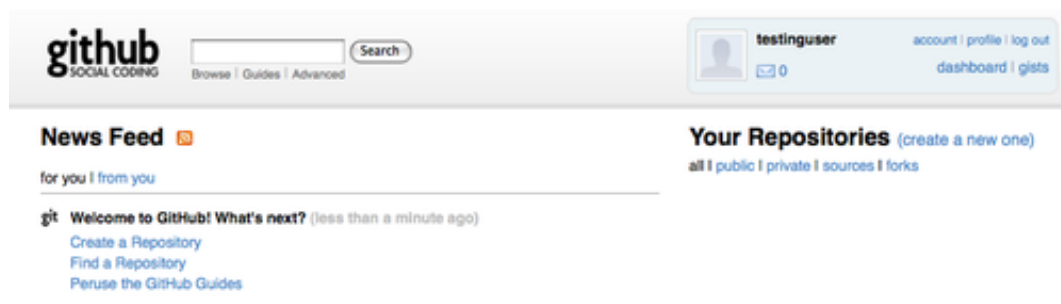 github
SOCIAL CODING
Search
Browse | Guides | Advanced
testinguser
account | profile | log out
0
dashboard | gists
News Feed
for you | from you
git Welcome to GitHub! What's next? (less than a minute ago)
Create a Repository
Find a Repository
Peruse the GitHub Guides
Your Repositories (create a new one)
all | public | private | sources | forks